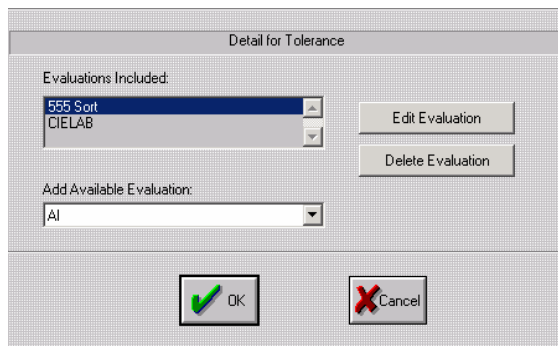 Detail for Tolerance
Evaluations Included:
555 Sort
CIELAB
Edit Evaluation
Delete Evaluation
Add Available Evaluation:
AI
OK
Cancel